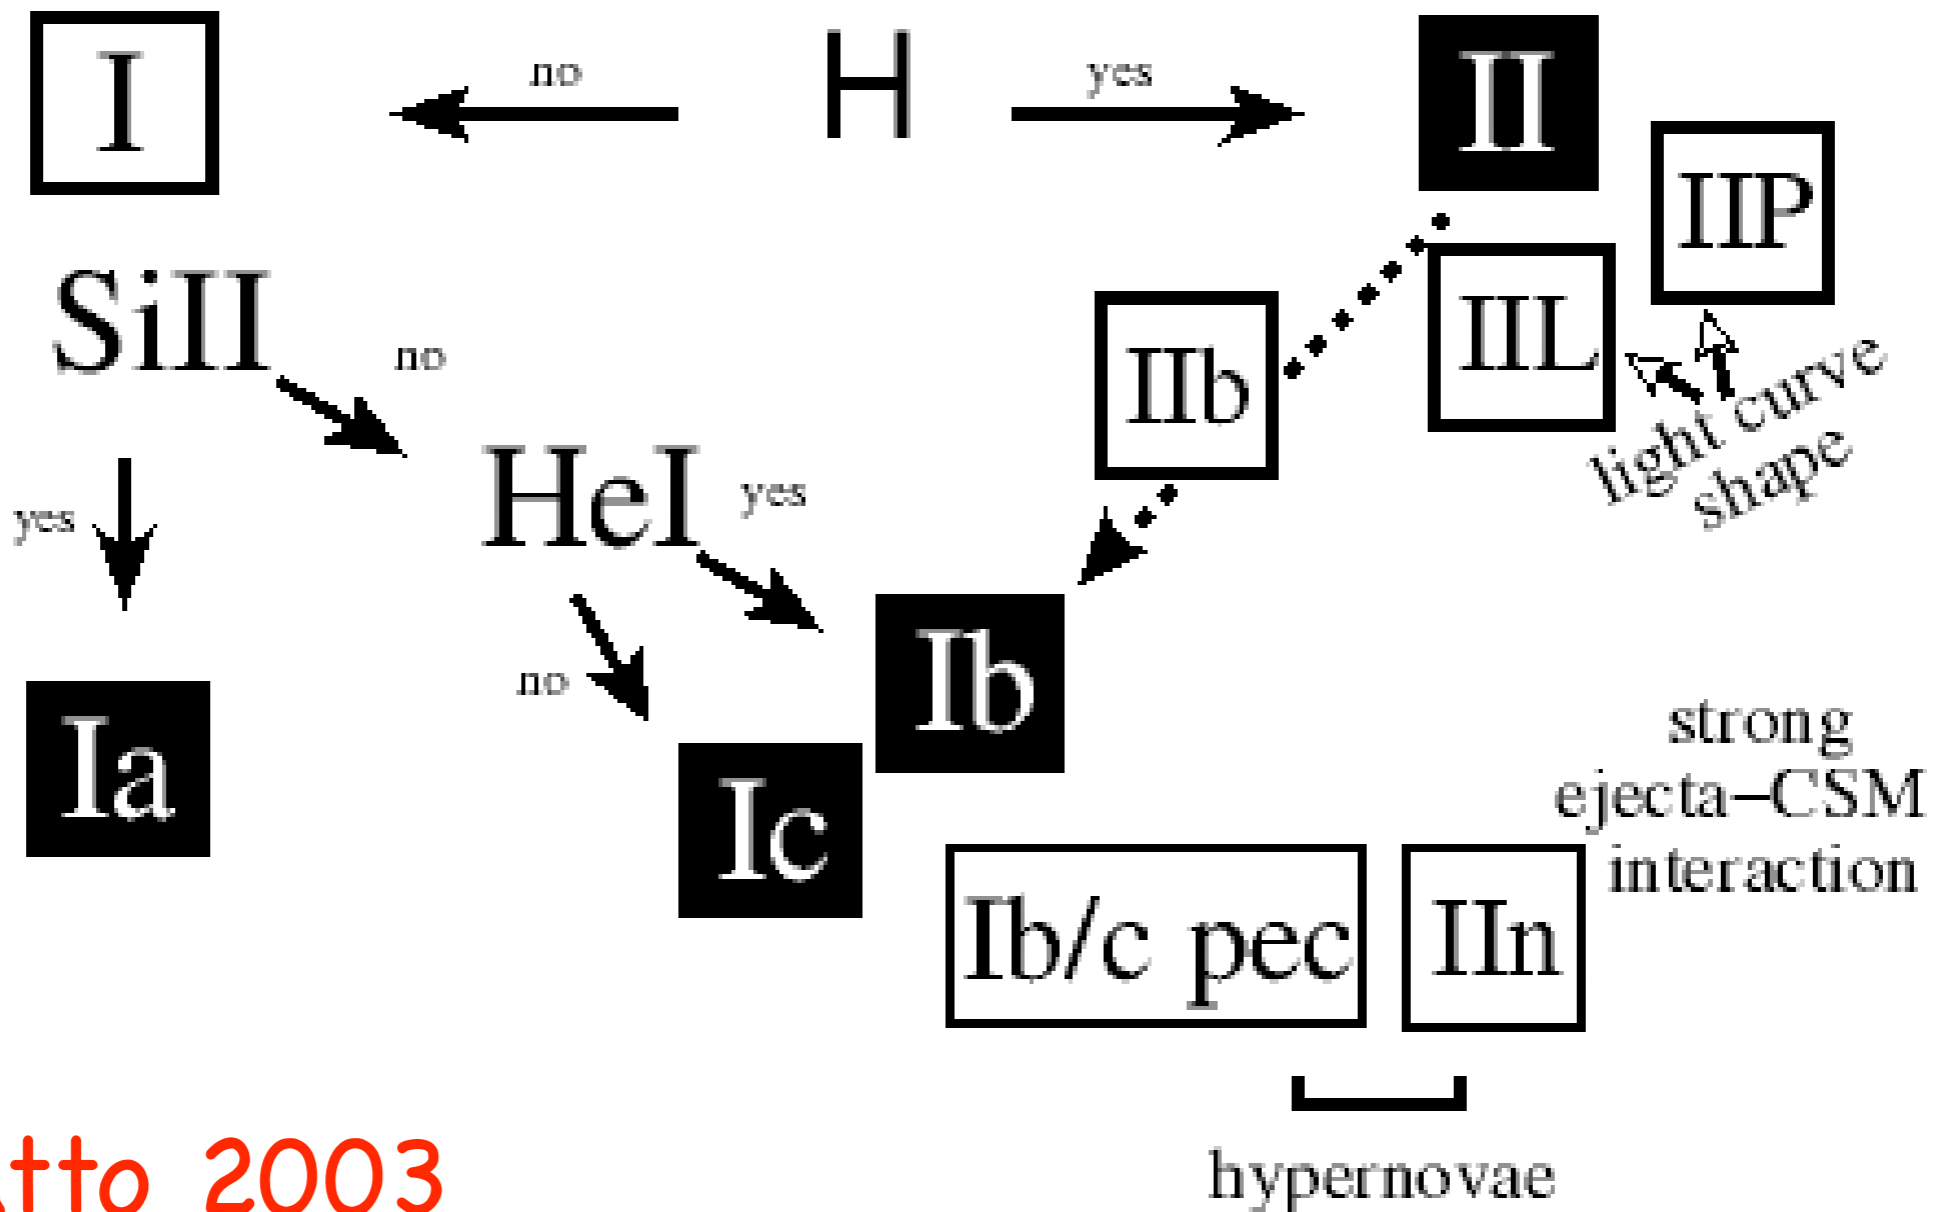 I
no
H
yes
II
IIP
SiII
no
IIb
IIL
light curve
shape
yes
HeI
yes
no
Ib
Ia
Ic
strong
ejecta–CSM
interaction
Ib/c pec
IIn
hypernovae
2003